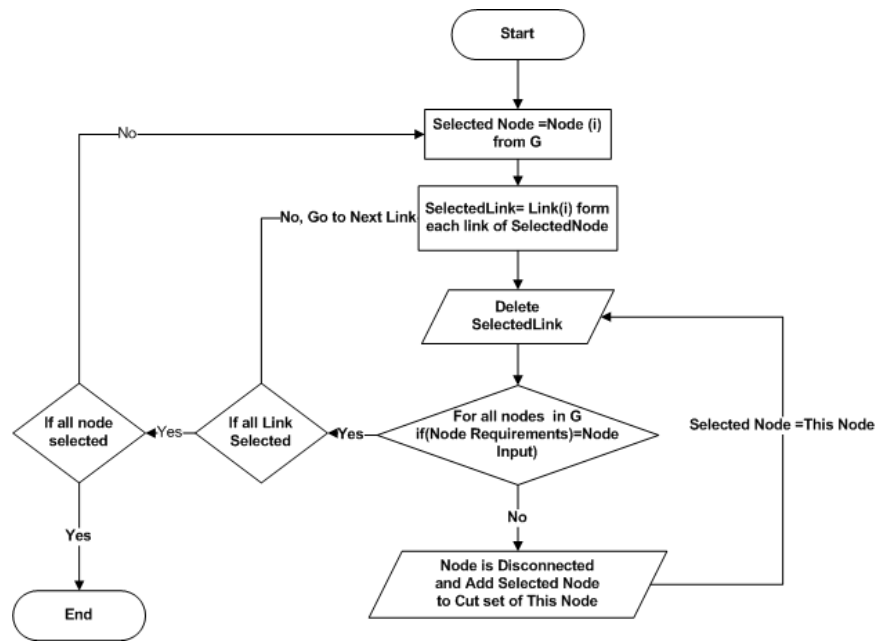 Start
No
Selected Node =Node (i)
from G
No, Go to Next Link
SelectedLink= Link(i) form
each link of SelectedNode
Delete
SelectedLink
If all node
selected
Yes
If all Link
Selected
Yes
For all nodes in G
if(Node Requirements)=Node
Input)
Selected Node =This Node
Yes
No
Node is Disconnected
and Add Selected Node
to Cut set of This Node
End